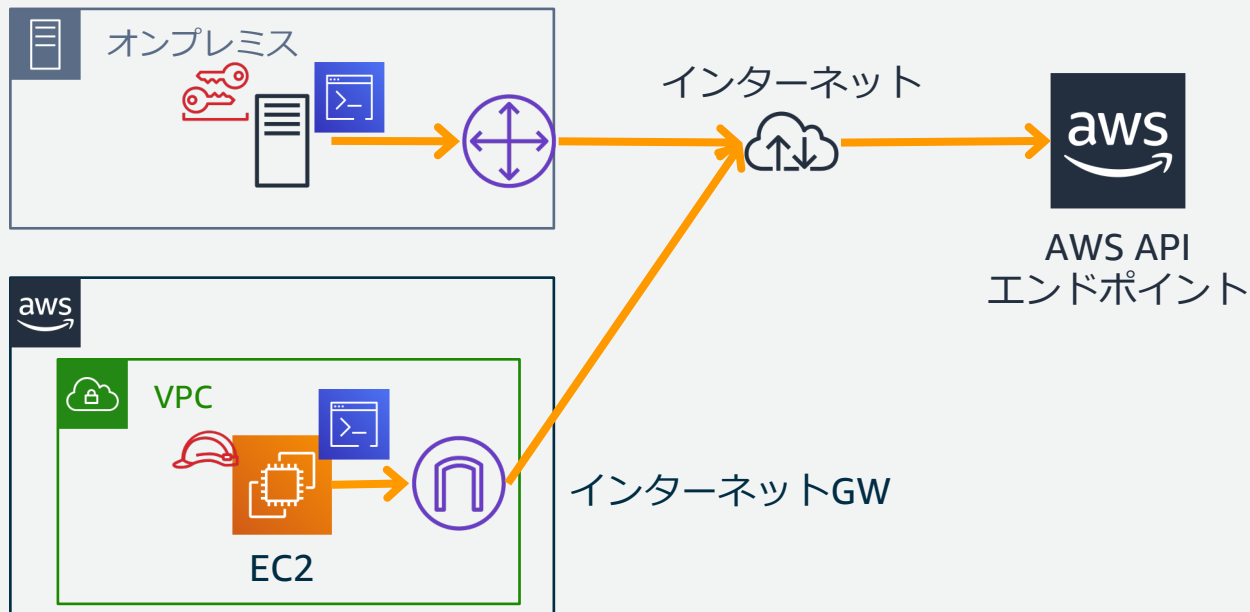 オンプレミス
インターネット
aws
AWS API
エンドポイント
aws
VPC
インターネットGW
EC2